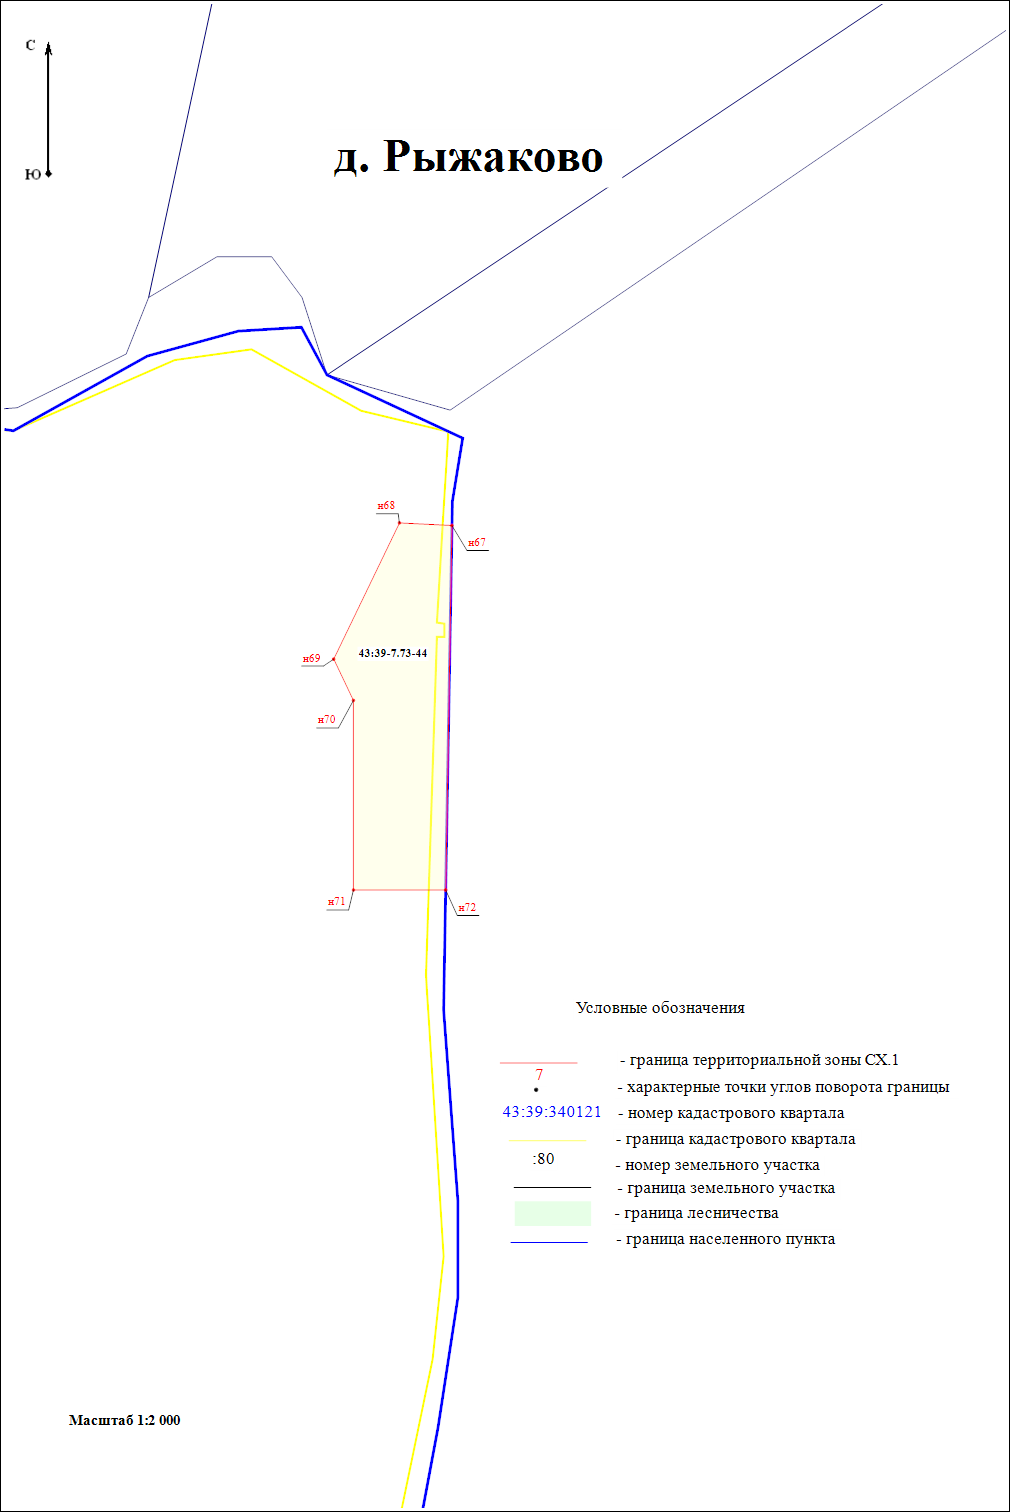 С
Ю
д. Рыжаково
н68
н67
н69
43:39-7.73-44
н70
н71
н72
Условные обозначения
- граница территориальной зоны СХ.1
7
- характерные точки углов поворота границы
43:39:340121 - номер кадастрового квартала
- граница кадастрового квартала
:80 - номер земельного участка
- граница земельного участка
- граница лесничества
- граница населенного пункта
Масштаб 1:2 000